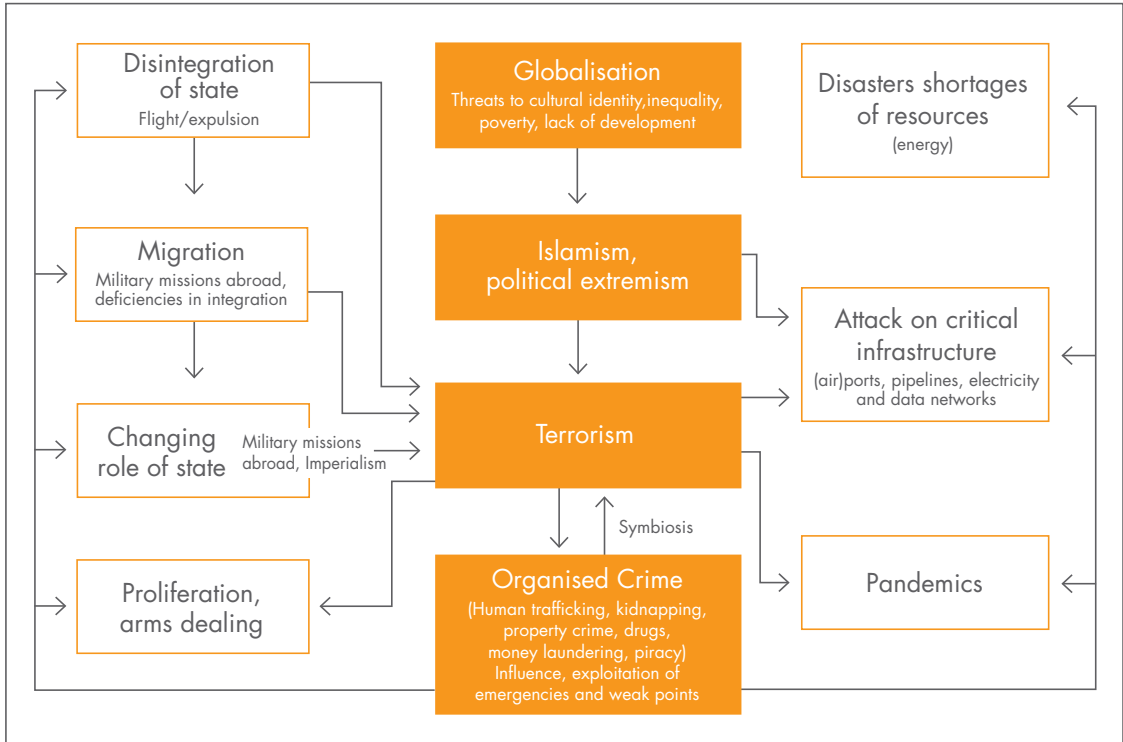 Disintegration
of state
Flight/expulsion
Globalisation
Threats to cultural identity,inequality,
poverty, lack of development
Disasters shortages
of resources
(energy)
Migration
Military missions abroad,
deficiencies in integration
Islamism,
political extremism
Attack on critical
infrastructure
(air)ports, pipelines, electricity
and data networks
Changing
role of state
Military missions
abroad, Imperialism
Terrorism
Symbiosis
Proliferation,
arms dealing
Organised Crime
(Human trafficking, kidnapping,
property crime, drugs,
money laundering, piracy)
Influence, exploitation of
emergencies and weak points
Pandemics